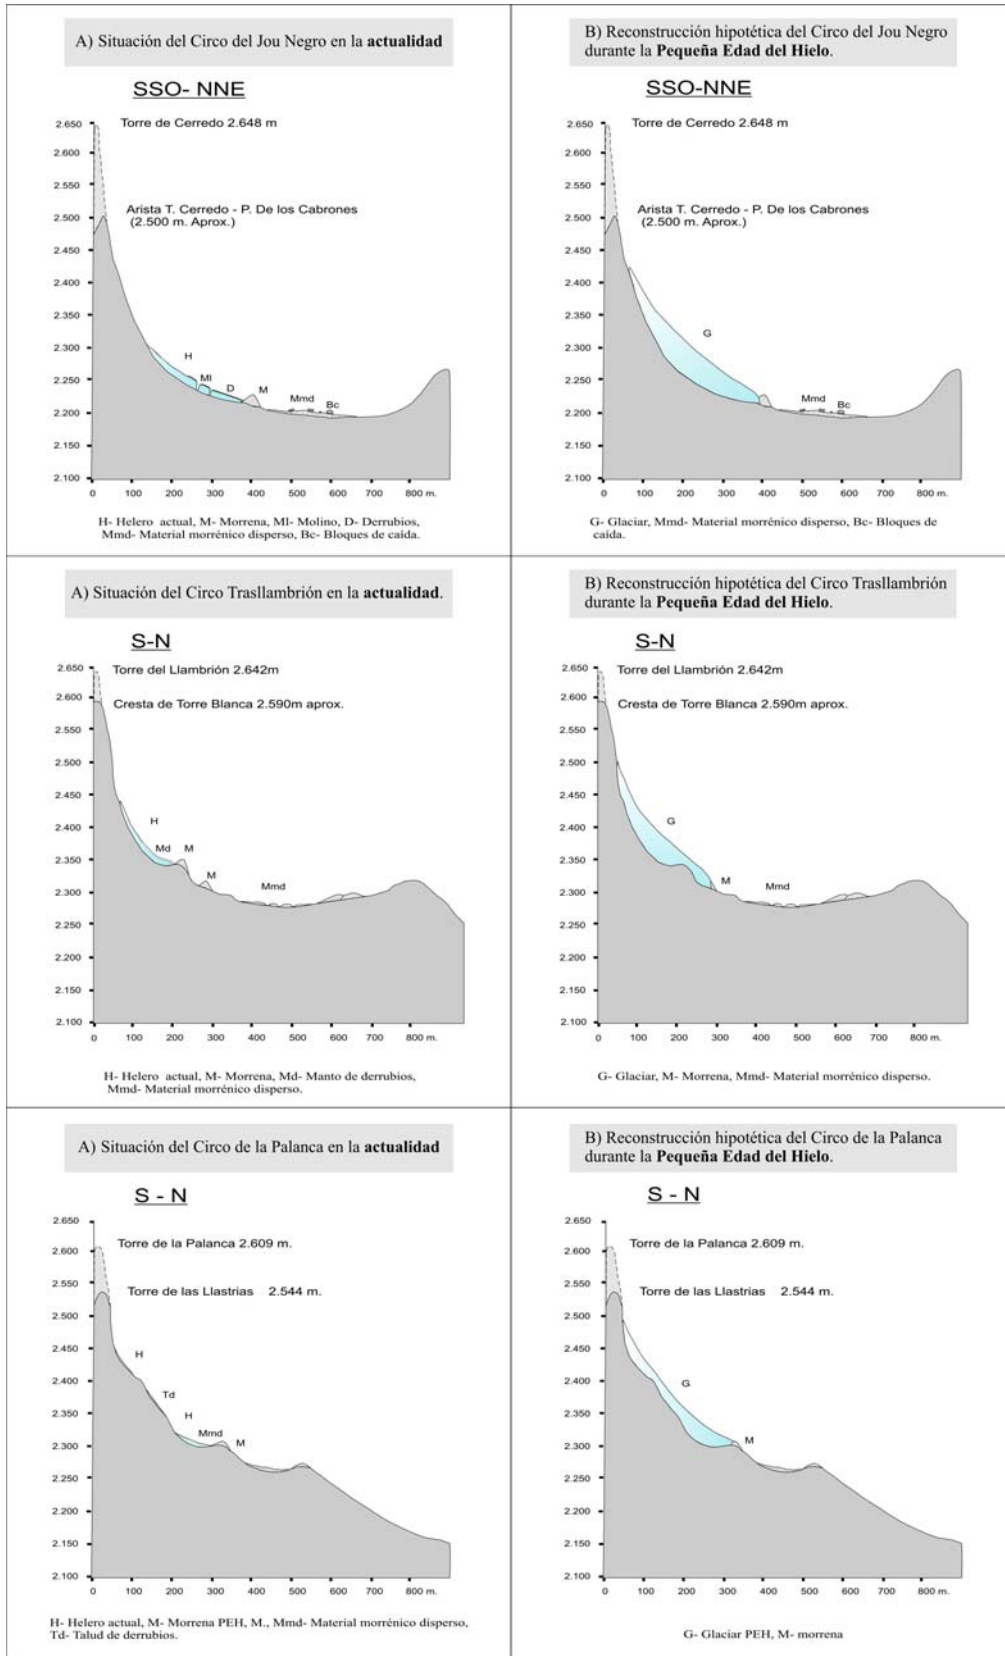 A) Situación del Circo del Jou Negro en la actualidad
SSO- NNE
Torre de Cerredo 2.648 m
Arista T. Cerredo - P. De los Cabrones
(2.500 m. Aprox.)
2.650
2.600
2.550
2.500
2.450
2.400
2.300
2.250
2.200
2.150
2.100
H
Ml
D
M
Mmd
Bc
0 100 200 300 400 500 600 700 800 m.
H- Helero actual, M- Morrena, Ml- Molino, D- Derrubios,
Mmd- Material morrénico disperso, Bc- Bloques de caída.
B) Reconstrucción hipotética del Circo del Jou Negro
durante la Pequeña Edad del Hielo.
SSO-NNE
Torre de Cerredo 2.648 m
Arista T. Cerredo - P. De los Cabrones
(2.500 m. Aprox.)
2.650
2.600
2.550
2.500
2.450
2.400
2.300
2.250
2.200
2.150
2.100
G
Mmd
Bc
0 100 200 300 400 500 600 700 800 m.
G- Glaciar, Mmd- Material morrénico disperso, Bc- Bloques de
caída.
A) Situación del Circo Trasllambrión en la actualidad.
S-N
Torre del Llambrión 2.642m
Cresta de Torre Blanca 2.590m aprox.
2.650
2.600
2.550
2.500
2.450
2.400
2.350
2.300
2.250
2.200
2.150
2.100
H
Md
M
M
Mmd
0 100 200 300 400 500 600 700 800 m.
H- Helero actual, M- Morrena, Md- Manto de derrubios,
Mmd- Material morrénico disperso.
B) Reconstrucción hipotética del Circo Trasllambrión
durante la Pequeña Edad del Hielo.
S-N
Torre del Llambrión 2.642m
Cresta de Torre Blanca 2.590m aprox.
2.650
2.600
2.550
2.500
2.450
2.400
2.350
2.300
2.250
2.200
2.150
2.100
G
M
Mmd
0 100 200 300 400 500 600 700 800 m.
G- Glaciar, M- Morrena, Mmd- Material morrénico disperso.
A) Situación del Circo de la Palanca en la actualidad
S - N
Torre de la Palanca 2.609 m.
Torre de las Llastrias 2.544 m.
2.650
2.600
2.550
2.500
2.450
2.400
2.350
2.300
2.250
2.200
2.150
2.100
H
Td
H
Mmd
M
0 100 200 300 400 500 600 700 800 m.
H- Helero actual, M- Morrena PEH, M., Mmd- Material morrénico disperso,
Td- Talud de derrubios.
B) Reconstrucción hipotética del Circo de la Palanca
durante la Pequeña Edad del Hielo.
S - N
Torre de la Palanca 2.609 m.
Torre de las Llastrias 2.544 m.
2.650
2.600
2.550
2.500
2.450
2.400
2.350
2.300
2.250
2.200
2.150
2.100
G
M
0 100 200 300 400 500 600 700 800 m.
G- Glaciar PEH, M- morrena